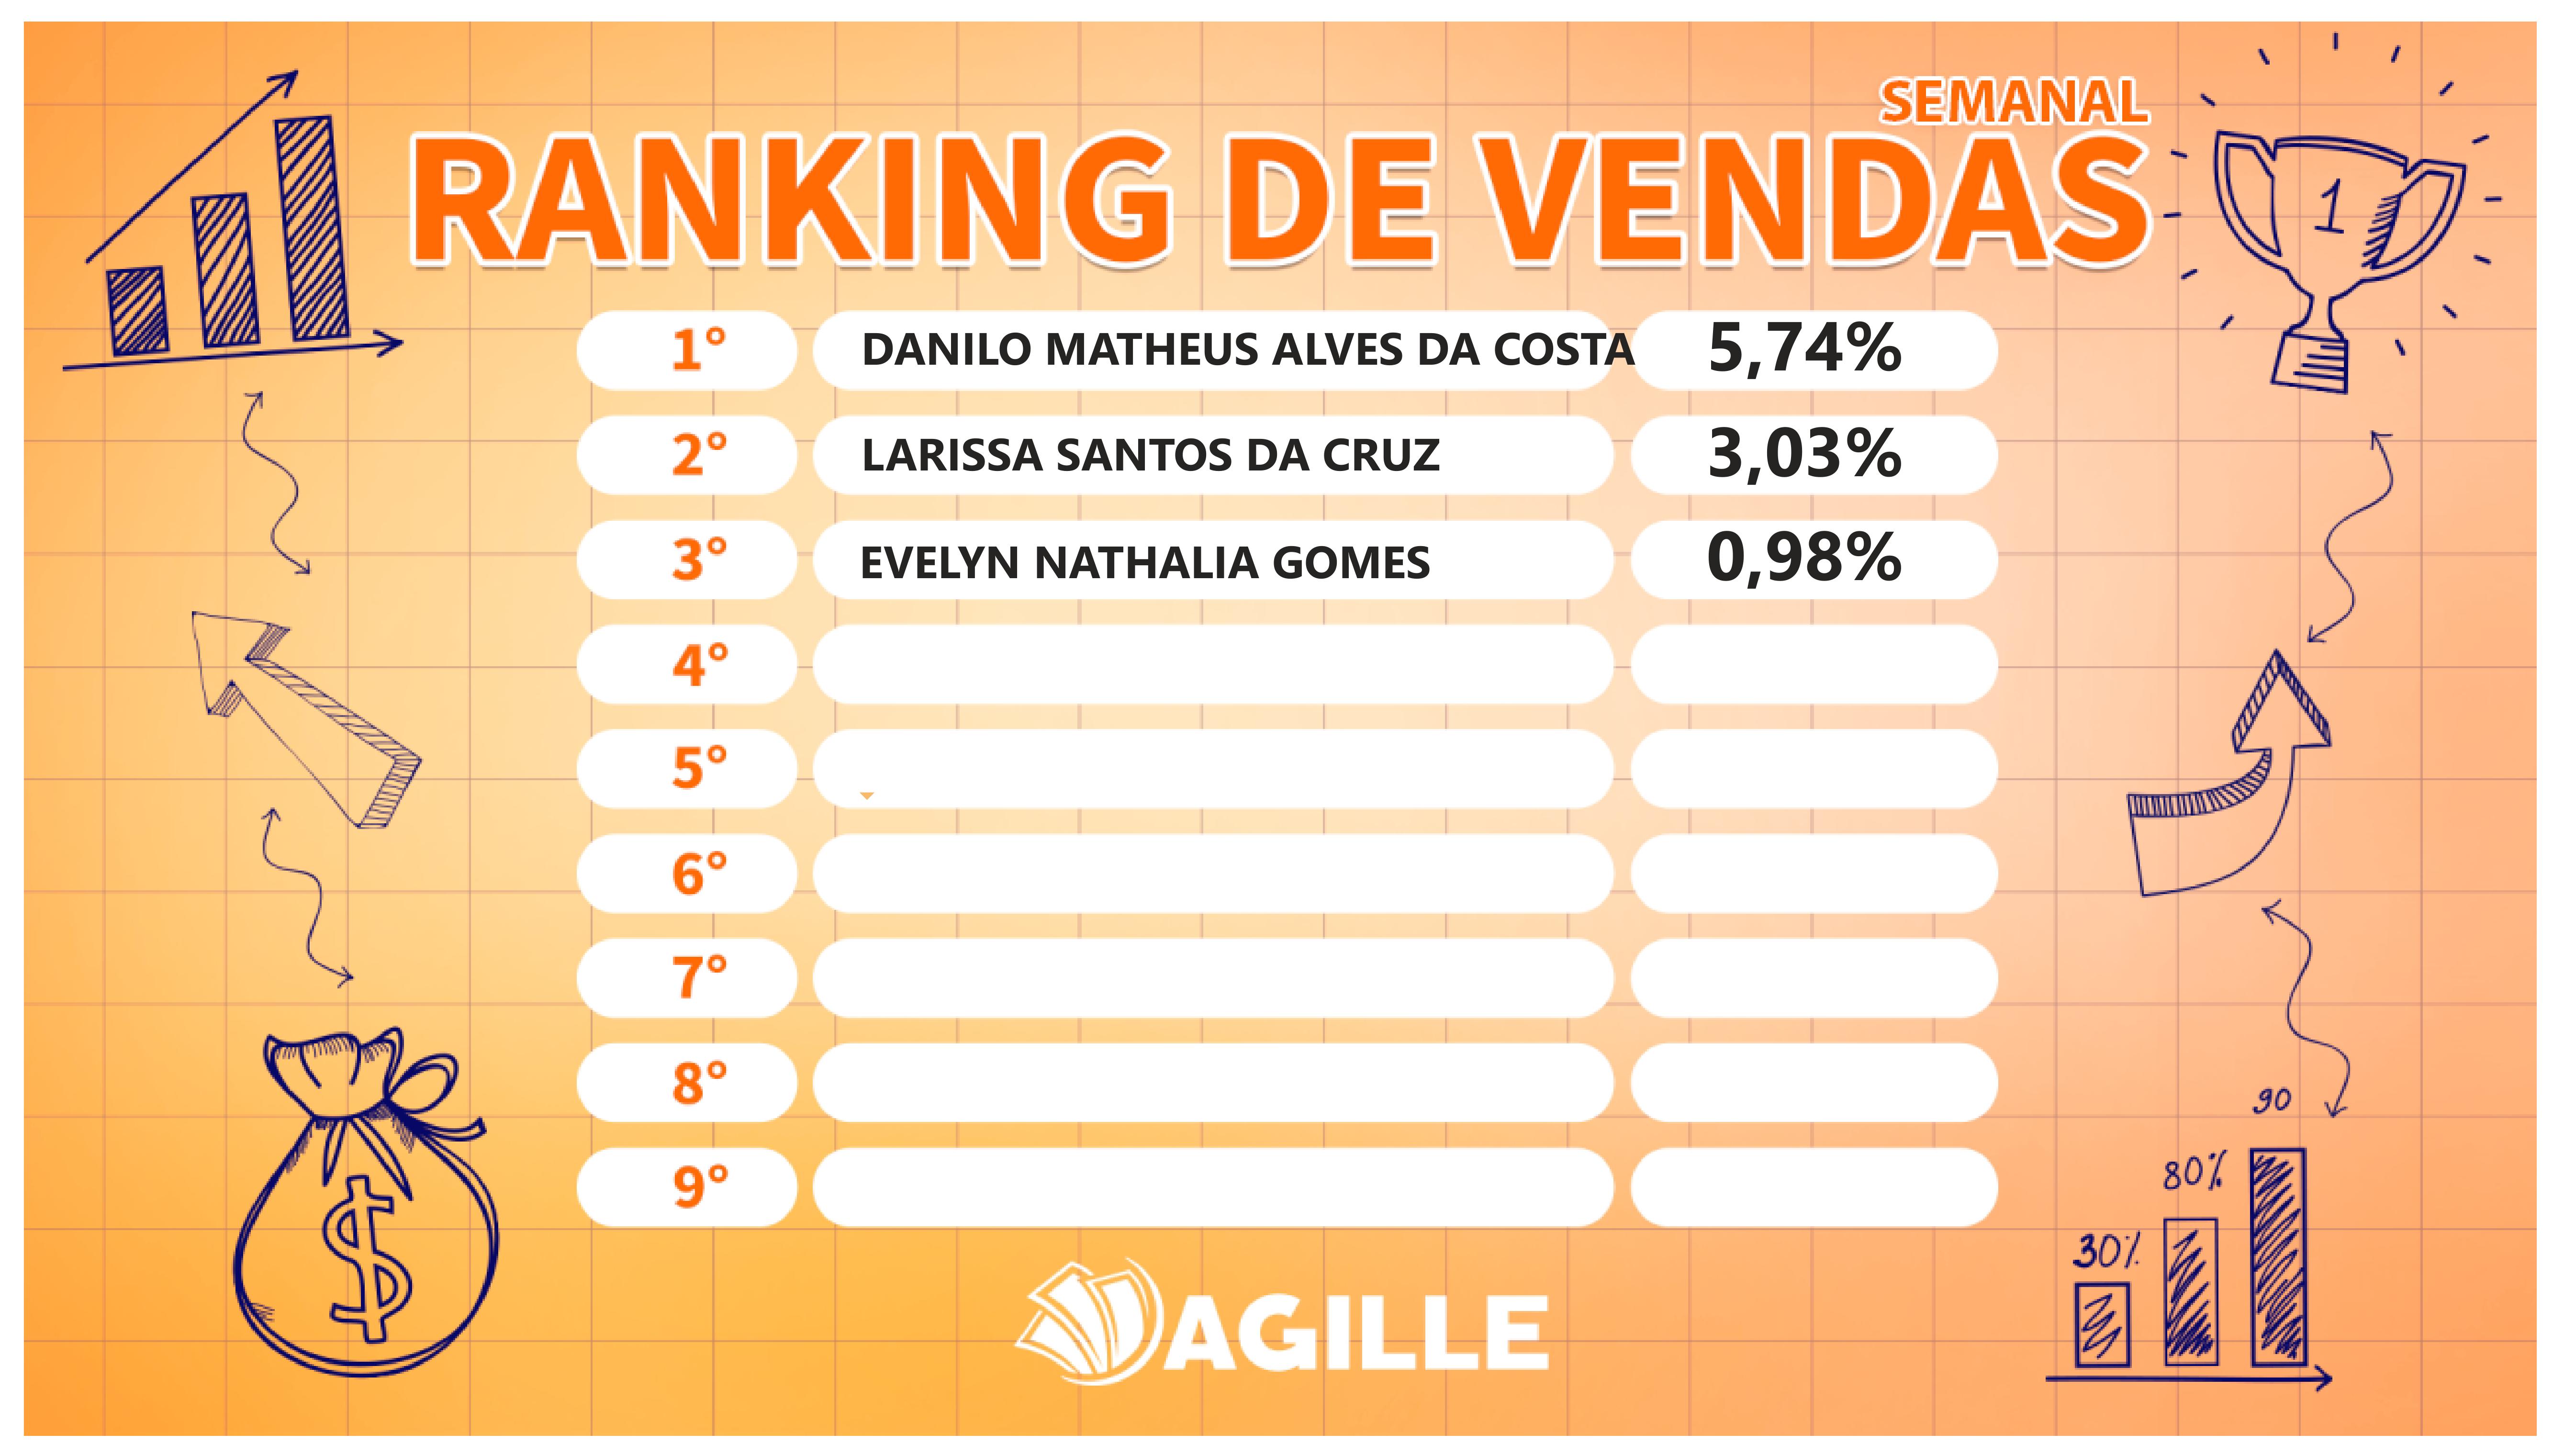 SEMANAL
RANKING DE VENDAS
1
1° DANILO MATHEUS ALVES DA COSTA 5,74%
2° LARISSA SANTOS DA CRUZ 3,03%
3° EVELYN NATHALIA GOMES 0,98%
4°
5°
6°
7°
8°
9°
90
80%
30%
$
AGILLE